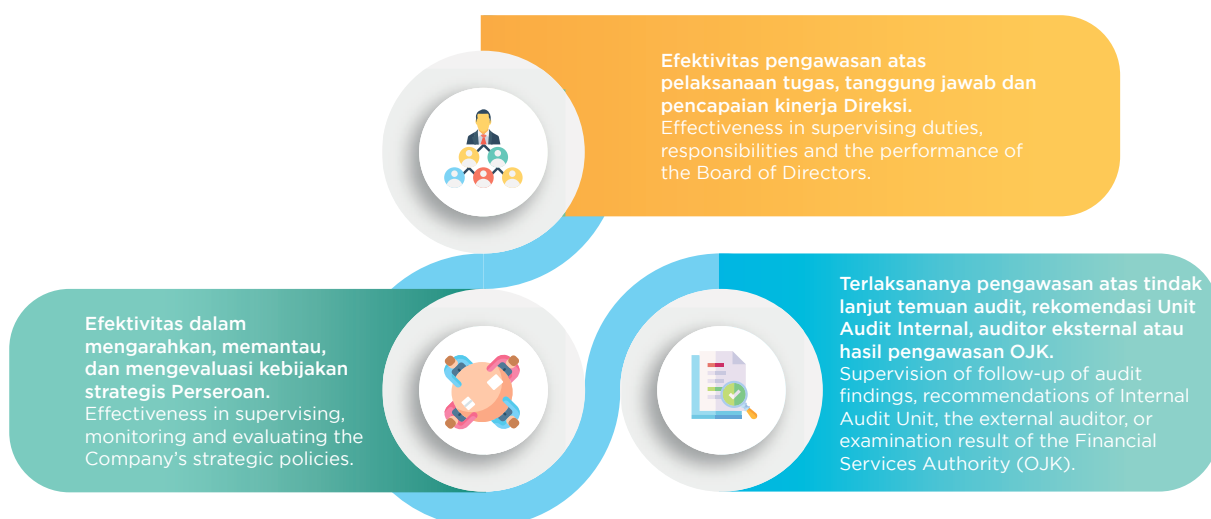 Efektivitas pengawasan atas
pelaksanaan tugas, tanggung jawab dan
pencapaian kinerja Direksi.
Effectiveness in supervising duties,
responsibilities and the performance of
the Board of Directors.
Efektivitas dalam
mengarahkan, memantau,
dan mengevaluasi kebijakan
strategis Perseroan.
Effectiveness in supervising,
monitoring and evaluating the
Company's strategic policies.
Terlaksananya pengawasan atas tindak
lanjut temuan audit, rekomendasi Unit
Audit Internal, auditor eksternal atau
hasil pengawasan OJK.
Supervision of follow-up of audit
findings, recommendations of Internal
Audit Unit, the external auditor, or
examination result of the Financial
Services Authority (OJK).